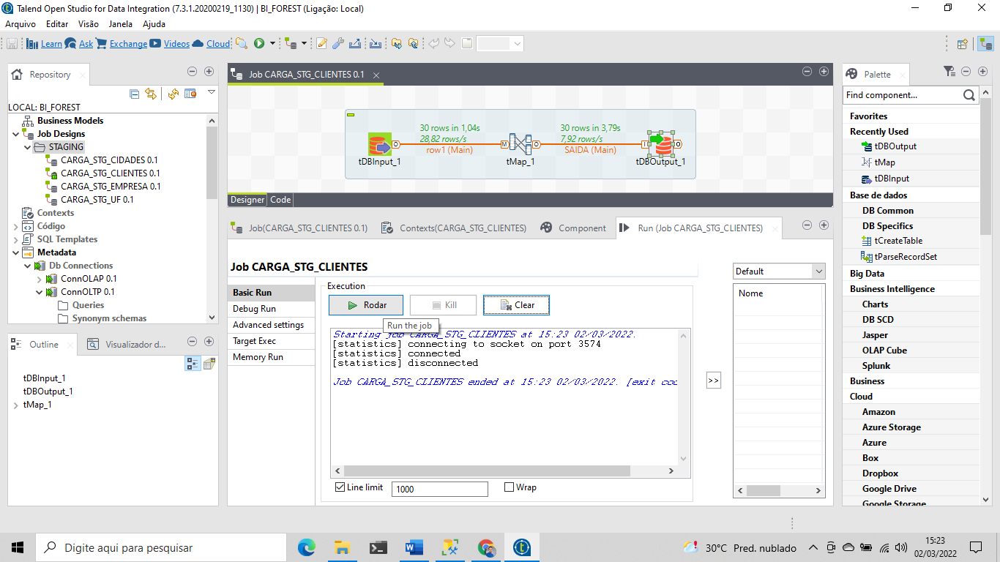 Talend Open Studio for Data Integration (7.3.1.20200219_1130) | BI_FOREST (Ligação: Local)
Arquivo Editar Visão Janela Ajuda
Learn Ask Exchange Videos Cloud
Repository
LOCAL: BI_FOREST
Business Models
Job Designs
STAGING
CARGA_STG_CIDADES 0.1
CARGA_STG_CLIENTES 0.1
CARGA_STG_EMPRESA 0.1
CARGA_STG_UF 0.1
Contexts
Código
SQL Templates
Metadata
Db Connections
ConnOLAP 0.1
ConnOLTP 0.1
Queries
Synonym schemas
Outline
Visualizador d...
tDBInput_1
tDBOutput_1
tMap_1
Job CARGA_STG_CLIENTES 0.1
30 rows in 1,04s
28,82 rows/s
row1 (Main)
30 rows in 3,79s
7,92 rows/s
SAIDA (Main)
tDBInput_1
tMap_1
tDBOutput_1
Designer Code
Job(CARGA_STG_CLIENTES 0.1)
Contexts(CARGA_STG_CLIENTES)
Component
Run (Job CARGA_STG_CLIENTES)
Job CARGA_STG_CLIENTES
Basic Run
Debug Run
Advanced settings
Target Exec
Memory Run
Execution
Rodar
Kill
Clear
Run the job
Starting job CARGA_STG_CLIENTES at 15:23 02/03/2022.
[statistics] connecting to socket on port 3574
[statistics] connected
[statistics] disconnected
Job CARGA_STG_CLIENTES ended at 15:23 02/03/2022. [exit coo
Line limit
1000
Wrap
>>
Default
Nome
Palette
Find component...
Favorites
Recently Used
tDBOutput
tMap
tDBInput
Base de dados
DB Common
DB Specifics
tCreateTable
tParseRecordSet
Big Data
Business Intelligence
Charts
DB SCD
Jasper
OLAP Cube
Splunk
Business
Cloud
Amazon
Azure Storage
Azure
Box
Dropbox
Google Drive
Google Storage
Digite aqui para pesquisar
30°C Pred. nublado
15:23
02/03/2022